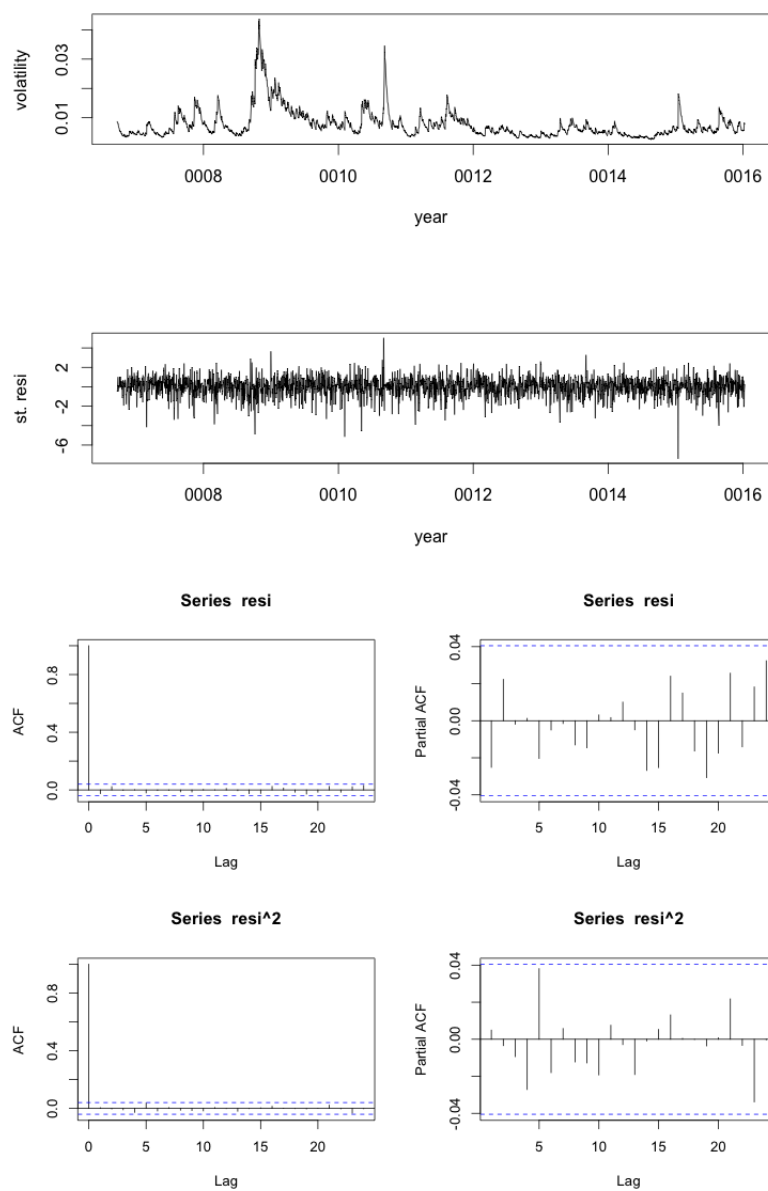 volatility
0.03
0.01
0008 0010 0012 0014 0016
year
st. resi
2
-2
-6
0008 0010 0012 0014 0016
year
Series resi Series resi
ACF
0.8
0.4
0.0
0 5 10 15 20
Lag
Partial ACF
0.04
0.00
-0.04
5 10 15 20
Lag
Series resi^2 Series resi^2
ACF
0.8
0.4
0.0
0 5 10 15 20
Lag
Partial ACF
0.04
0.00
-0.04
5 10 15 20
Lag